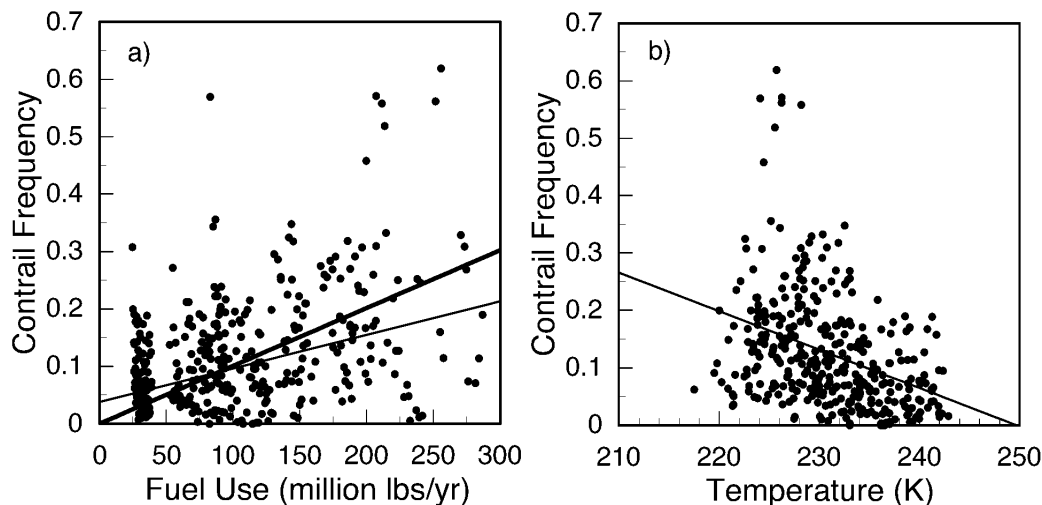 a)
0.7
0.6
0.5
0.4
0.3
0.2
0.1
0
Contrail Frequency
0 50 100 150 200 250 300
Fuel Use (million lbs/yr)
b)
0.7
0.6
0.5
0.4
0.3
0.2
0.1
0
Contrail Frequency
210 220 230 240 250
Temperature (K)